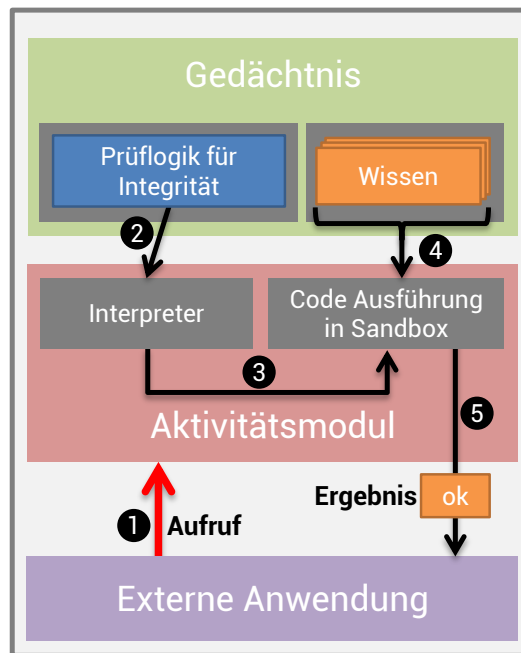 Gedächtnis
Prüflogik für
Integrität
Wissen
2
4
Interpreter
Code Ausführung
in Sandbox
3
5
Aktivitätsmodul
Ergebnis
ok
1
Aufruf
Externe Anwendung